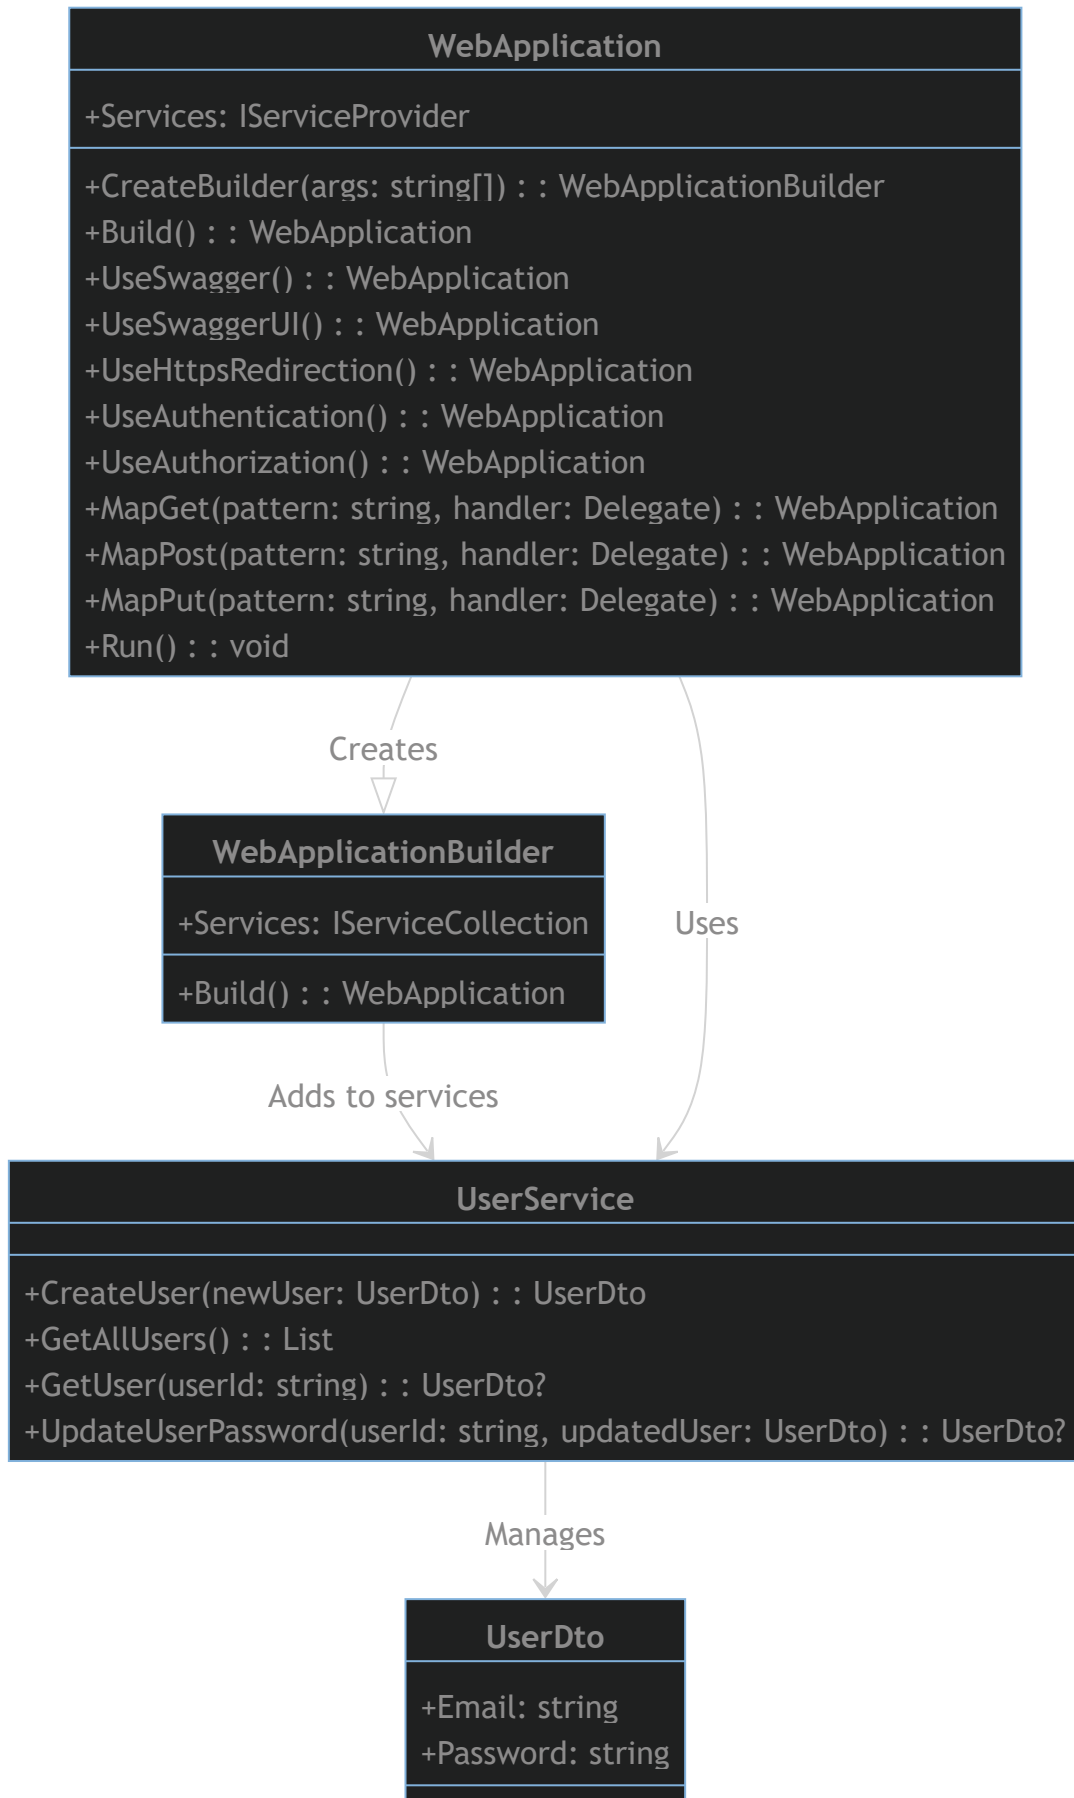 WebApplication
+Services: IServiceProvider
+CreateBuilder(args: string[]) : : WebApplicationBuilder
+Build() : : WebApplication
+UseSwagger() : : WebApplication
+UseSwaggerUI() : : WebApplication
+UseHttpsRedirection() : : WebApplication
+UseAuthentication() : : WebApplication
+UseAuthorization() : : WebApplication
+MapGet(pattern: string, handler: Delegate) : : WebApplication
+MapPost(pattern: string, handler: Delegate) : : WebApplication
+MapPut(pattern: string, handler: Delegate) : : WebApplication
+Run() : : void
Creates
WebApplicationBuilder
+Services: IServiceCollection
+Build() : : WebApplication
Uses
Adds to services
UserService
+CreateUser(newUser: UserDto) : : UserDto
+GetAllUsers() : : List
+GetUser(userId: string) : : UserDto?
+UpdateUserPassword(userId: string, updatedUser: UserDto) : : UserDto?
Manages
UserDto
+Email: string
+Password: string